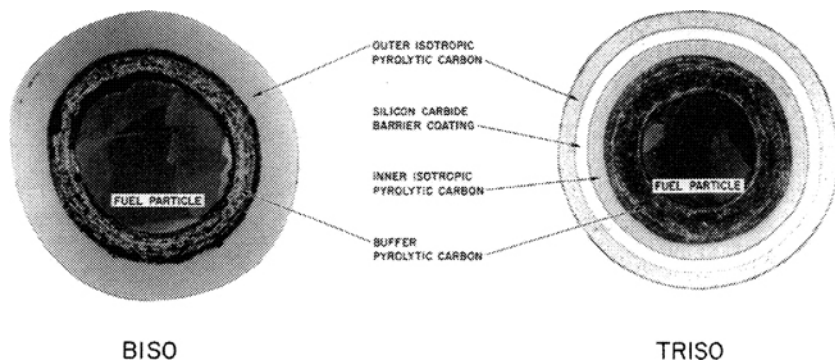 OUTER ISOTROPIC
PYROLYTIC CARBON
SILICON CARBIDE
BARRIER COATING
INNER ISOTROPIC
PYROLYTIC CARBON
BUFFER
PYROLYTIC CARBON
FUEL PARTICLE
FUEL PARTICLE
BISO
TRISO